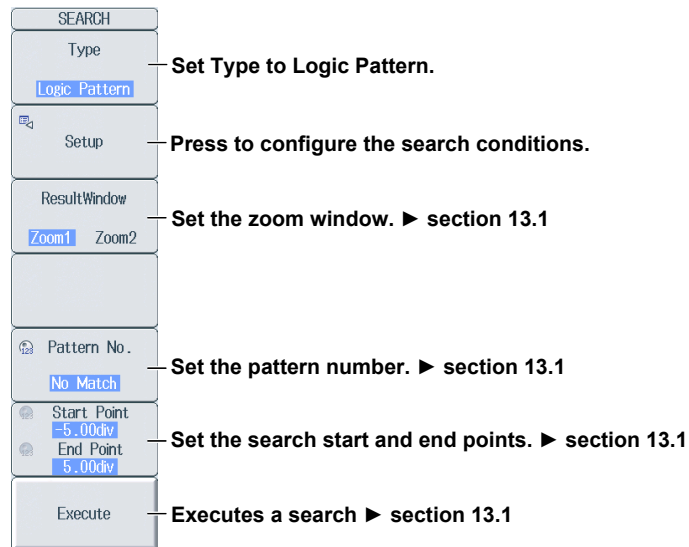 SEARCH
Type
Logic Pattern
Set Type to Logic Pattern.
Setup
Press to configure the search conditions.
ResultWindow
Zoom1 Zoom2
Set the zoom window. ► section 13.1
Pattern No.
No Match
Set the pattern number. ► section 13.1
Start Point
-5.00div
End Point
5.00div
Set the search start and end points. ► section 13.1
Execute
Executes a search ► section 13.1